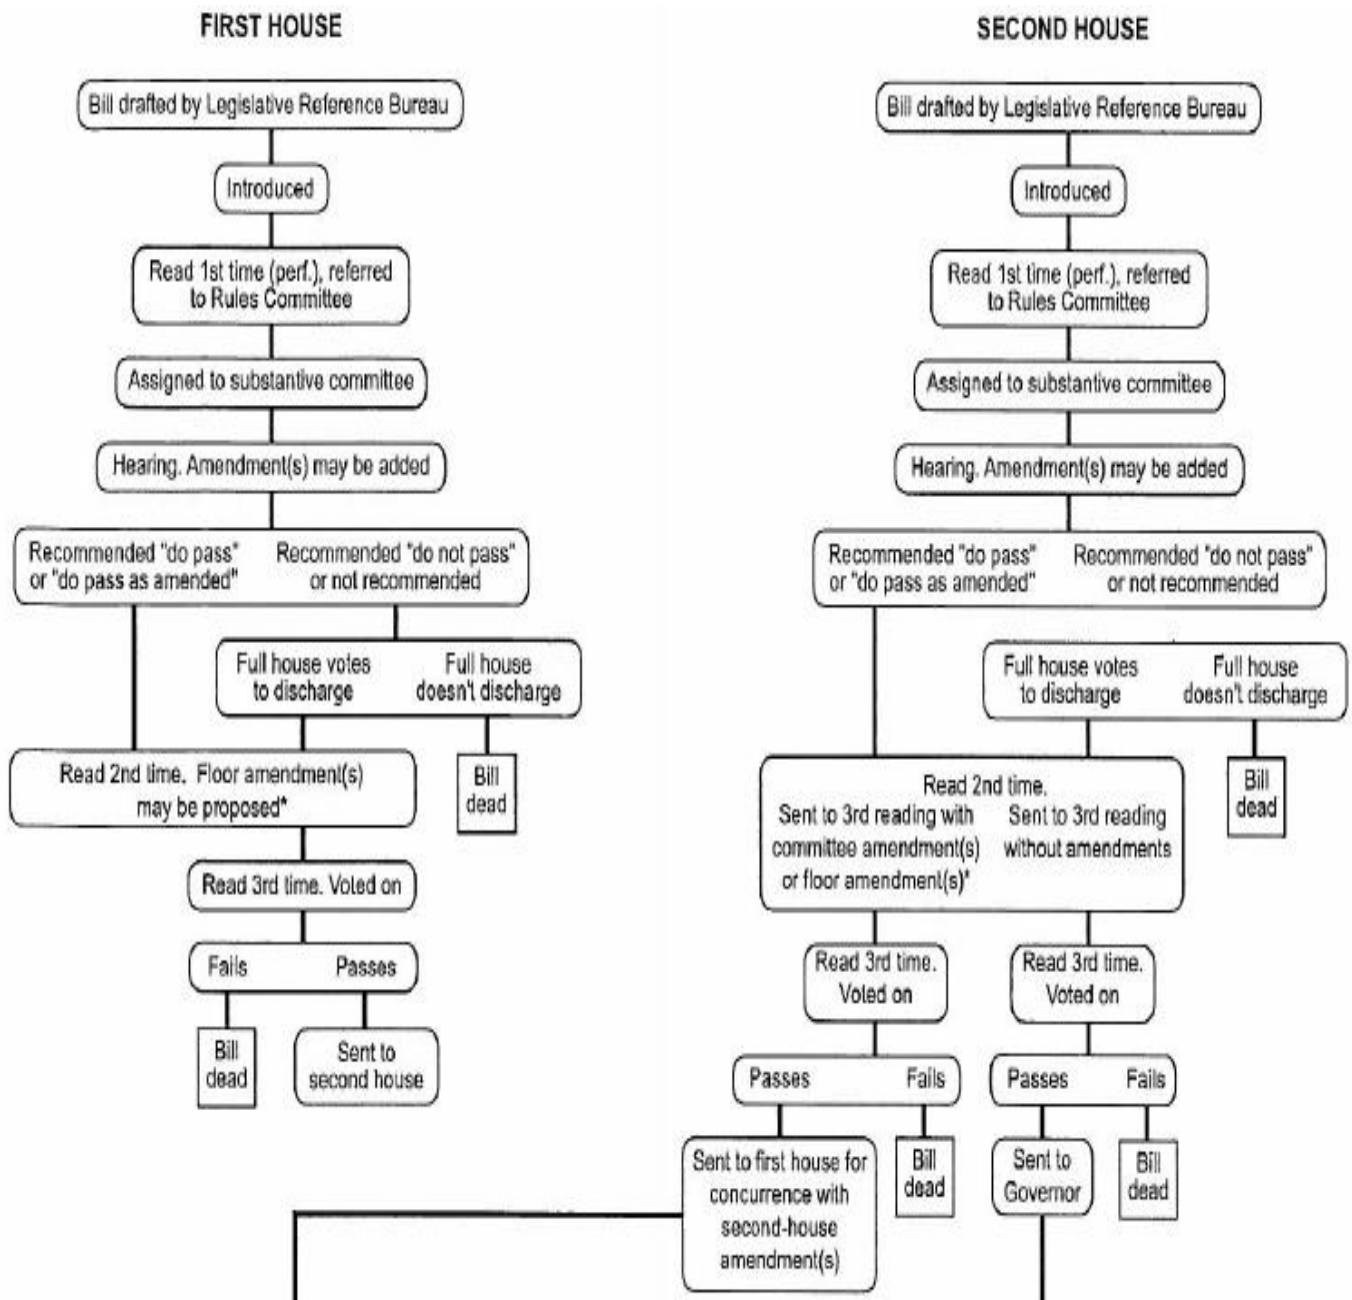 FIRST HOUSE
Bill drafted by Legislative Reference Bureau
Introduced
Read 1st time (perf.), referred
to Rules Committee
Assigned to substantive committee
Hearing. Amendment(s) may be added
Recommended "do pass"
or "do pass as amended"
Recommended "do not pass"
or not recommended
Full house votes
to discharge
Full house
doesn't discharge
Read 2nd time. Floor amendment(s)
may be proposed*
Bill
dead
Read 3rd time. Voted on
Fails
Passes
Bill
dead
Sent to
second house
SECOND HOUSE
Bill drafted by Legislative Reference Bureau
Introduced
Read 1st time (perf.), referred
to Rules Committee
Assigned to substantive committee
Hearing. Amendment(s) may be added
Recommended "do pass"
or "do pass as amended"
Recommended "do not pass"
or not recommended
Full house votes
to discharge
Full house
doesn't discharge
Bill
dead
Read 2nd time.
Sent to 3rd reading with
committee amendment(s)
or floor amendment(s)*
Sent to 3rd reading
without amendments
Read 3rd time.
Voted on
Read 3rd time.
Voted on
Passes
Fails
Passes
Fails
Sent to first house for
concurrence with
second-house
amendment(s)
Bill
dead
Sent to
Governor
Bill
dead